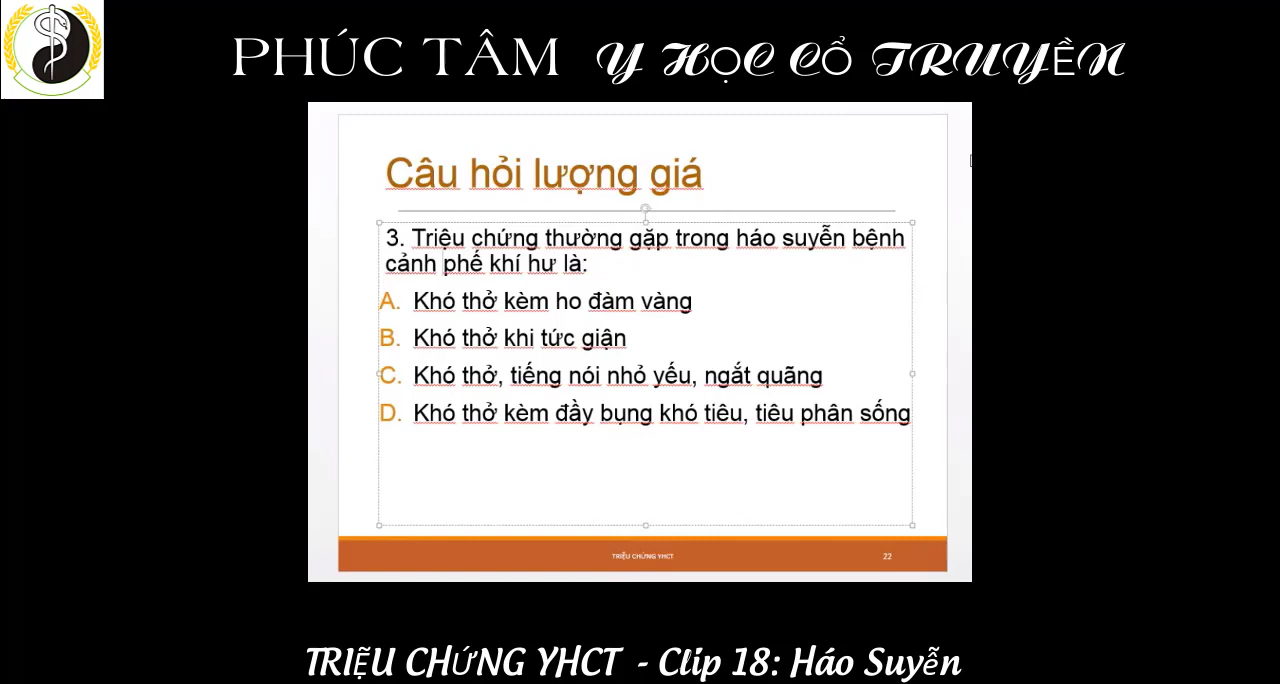 PHÚC TÂM Y HỌC CỔ TRUYỀN
Câu hỏi lượng giá
3. Triệu chứng thường gặp trong háo suyễn bệnh
cảnh phế khí hư là:
A. Khó thở kèm ho đàm vàng
B. Khó thở khi tức giận
C. Khó thở, tiếng nói nhỏ yếu, ngắt quãng
D. Khó thở kèm đầy bụng khó tiêu, tiêu phân sống
TRIỆU CHỨNG YHCT 22
TRIỆU CHỨNG YHCT - Clip 18: Háo Suyễn